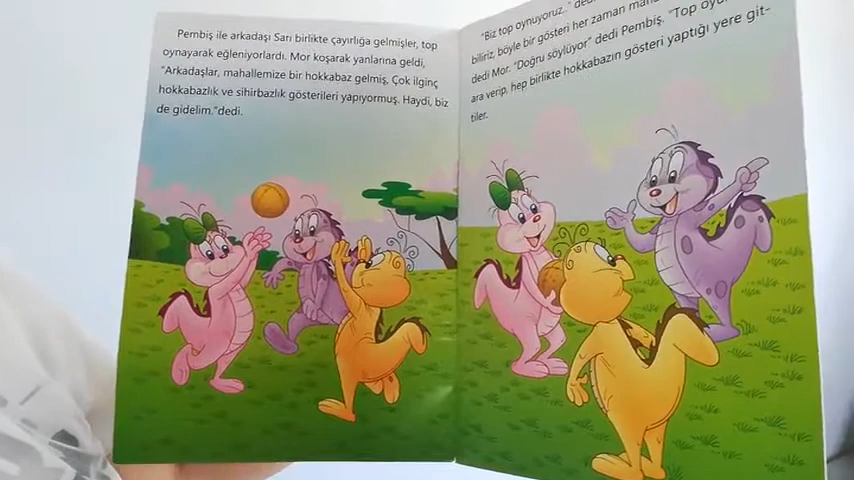 Pembiş ile arkadaşı Sarı birlikte çayırlığa gelmişler, top
oynayarak eğleniyorlardı. Mor koşarak yanlarına geldi,
"Arkadaşlar, mahallemize bir hokkabaz gelmiş, Çok ilginç
hokkabazlık ve sihirbazlık gösterileri yapıyormuş. Haydi, biz
de gidelim."dedi.
"Biz top oynuyoruz.."
biliriz, böyle bir gösteri her zaman
dedi Mor. "Doğru söylüyor" dedi Pembiş. "Top
ara verip, hep birlikte hokkabazın gösteri yaptığı yere git-
tiler.